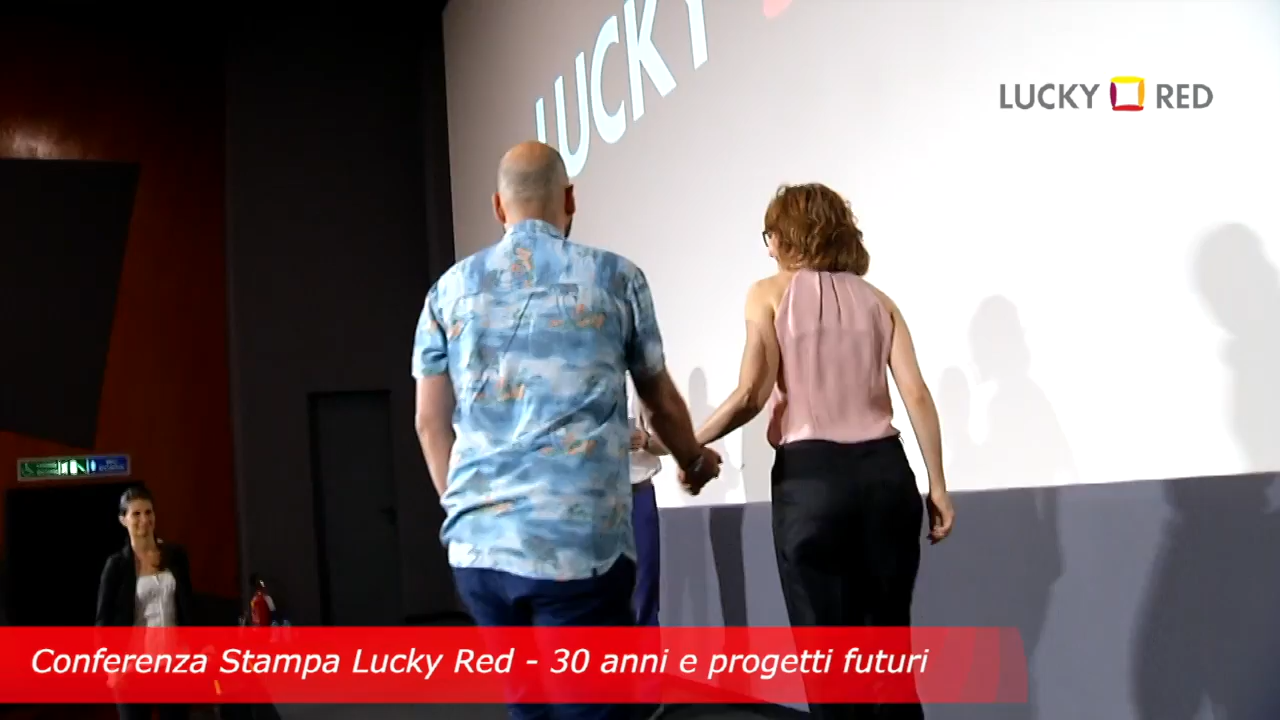 LUCKY
LUCKY RED
Conferenza Stampa Lucky Red - 30 anni e progetti futuri